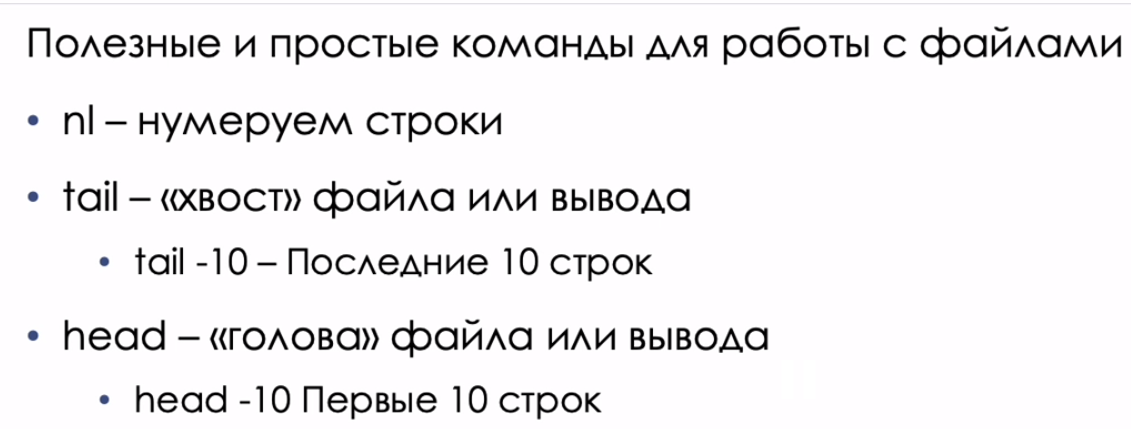 Полезные и простые команды для работы с файлами
• nl – нумеруем строки
• tail – «хвост» файла или вывода
• tail -10 – Последние 10 строк
• head – «голова» файла или вывода
• head -10 Первые 10 строк